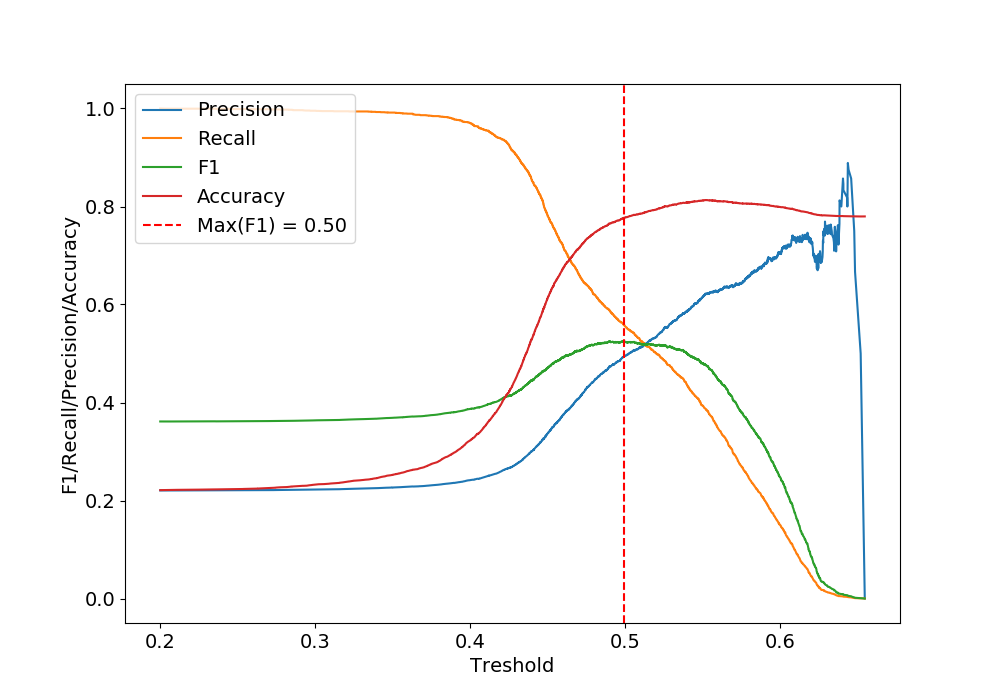 1.0
0.8
0.6
0.4
0.2
0.0
F1/Recall/Precision/Accuracy
Precision
Recall
F1
Accuracy
Max(F1) = 0.50
0.2 0.3 0.4 0.5 0.6
Treshold